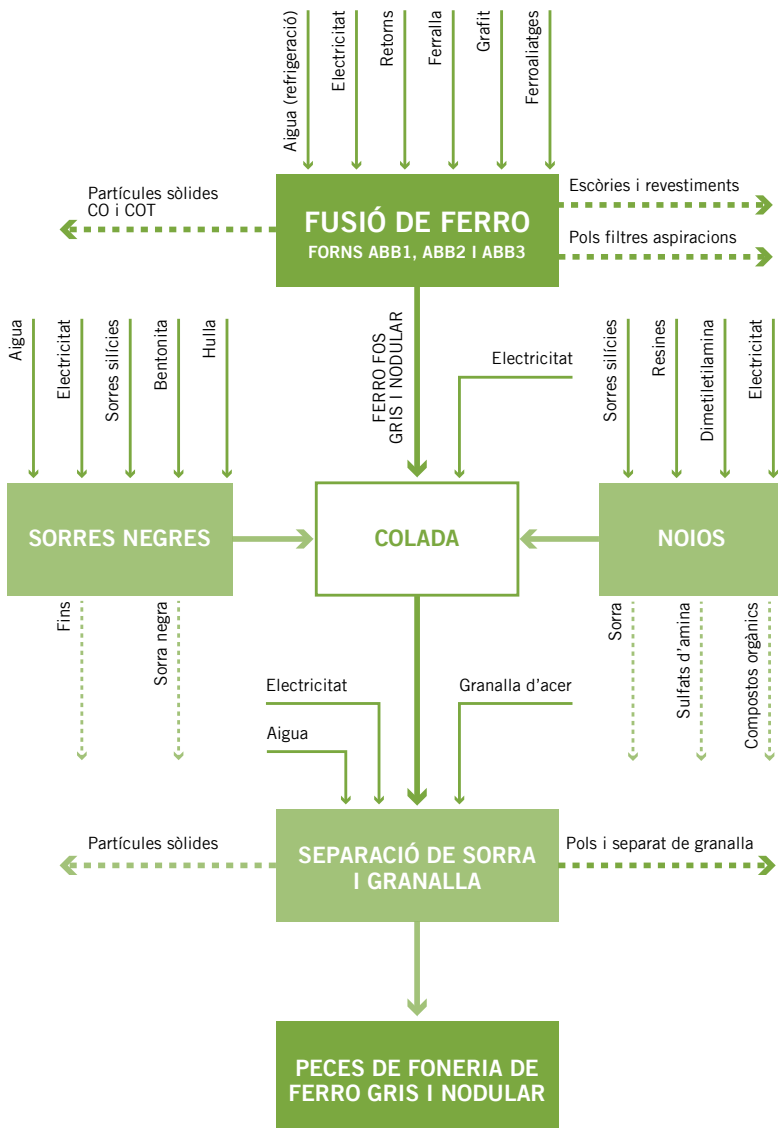 Aigua (refrigeració)
Electricitat
Retorns
Ferralla
Grafit
Ferroaliatges
Partícules sòlides
CO i COT
FUSIÓ DE FERRO
FORNS ABB1, ABB2 I ABB3
Escòries i revestiments
Pols filtres aspiracions
Aigua
Electricitat
Sorres silícies
Bentonita
Hulla
FERRO FOS
GRIS I NODULAR
Electricitat
Sorres silícies
Resines
Dimetiletilamina
Electricitat
SORRES NEGRES
COLADA
NOIOS
Fins
Sorra negra
Sorra
Sulfats d’amina
Compostos orgànics
Electricitat
Granalla d’acer
Aigua
Partícules sòlides
SEPARACIÓ DE SORRA
I GRANALLA
Pols i separat de granalla
PECES DE FONERIA DE
FERRO GRIS I NODULAR